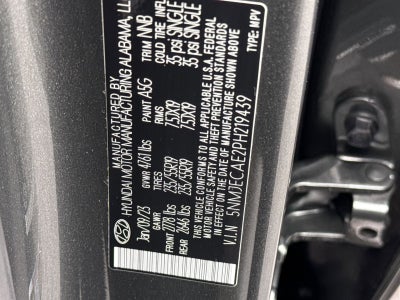 MANUFACTURED BY
HYUNDAI MOTOR MANUFACTURING ALABAMA, LL
Jan/09/23 GVWR 4761 lbs PAINT A5G TRIM NNB
GAWR TIRES RIMS COLD TIRE INF
FRONT 2778 lbs 235/55R19 7.5JX19 35 PSI SINGLE
REAR 2646 lbs 235/55R19 7.5JX19 35 PSI SINGLE
THIS VEHICLE CONFORMS TO ALL APPLICABLE U.S.A. FEDERAL
MOTOR VEHICLE SAFETY AND THEFT PREVENTION STANDARDS
IN EFFECT ON THE DATE OF MANUFACTURE SHOWN ABOVE.
V.I.N 5NMJECAE2PH219439 TYPE: MPV